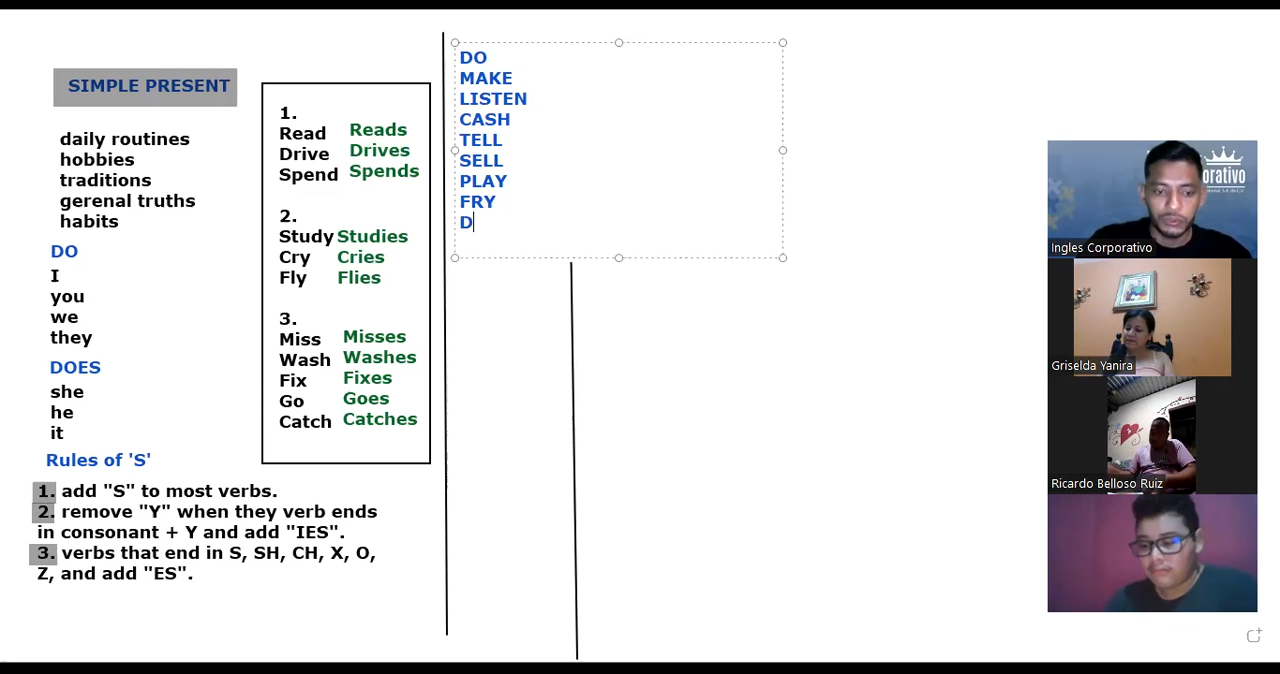 SIMPLE PRESENT
daily routines
hobbies
traditions
gerenal truths
habits
DO
I
you
we
they
DOES
she
he
it
Rules of 'S'
1. add "S" to most verbs.
2. remove "Y" when they verb ends
in consonant + Y and add "IES".
3. verbs that end in S, SH, CH, X, O,
Z, and add "ES".
1.
Read Reads
Drive Drives
Spend Spends
2.
Study Studies
Cry Cries
Fly Flies
3.
Miss Misses
Wash Washes
Fix Fixes
Go Goes
Catch Catches
DO
MAKE
LISTEN
CASH
TELL
SELL
PLAY
FRY
D
orativo
Ingles Corporativo
Griselda Yanira
Ricardo Belloso Ruiz